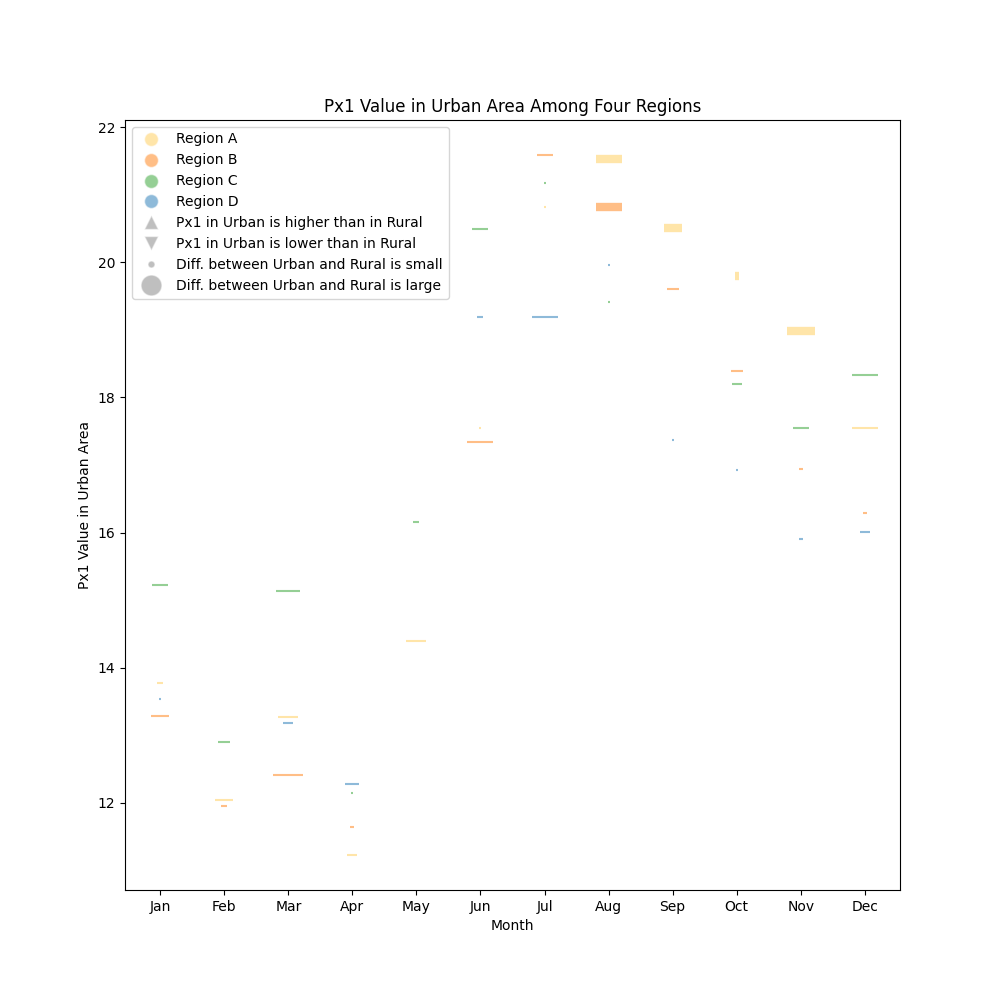 Px1 Value in Urban Area Among Four Regions
22
20
18
16
14
12
Px1 Value in Urban Area
Region A
Region B
Region C
Region D
Px1 in Urban is higher than in Rural
Px1 in Urban is lower than in Rural
Diff. between Urban and Rural is small
Diff. between Urban and Rural is large
Jan Feb Mar Apr May Jun Jul Aug Sep Oct Nov Dec
Month